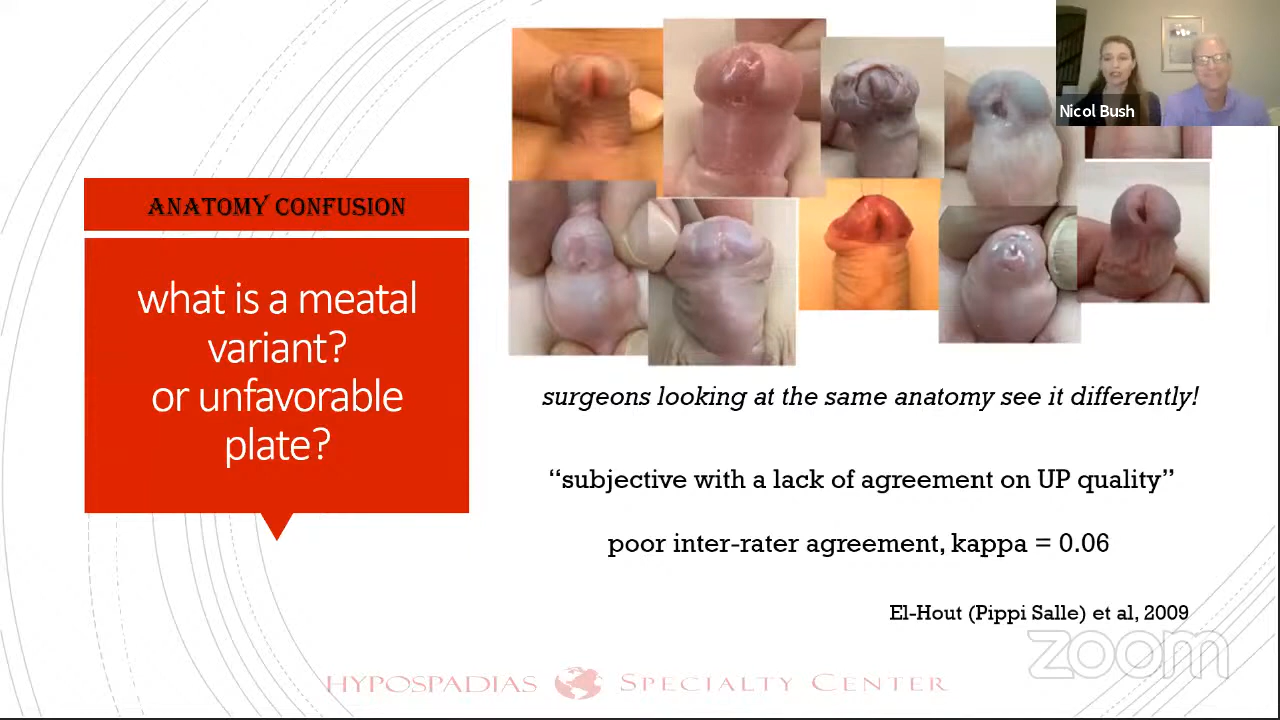 Nicol Bush
ANATOMY CONFUSION
what is a meatal
variant?
or unfavorable
plate?
surgeons looking at the same anatomy see it differently!
“subjective with a lack of agreement on UP quality”
poor inter-rater agreement, kappa = 0.06
El-Hout (Pippi Salle) et al, 2009
zoom
HYPOSPADIAS SPECIALTY CENTER